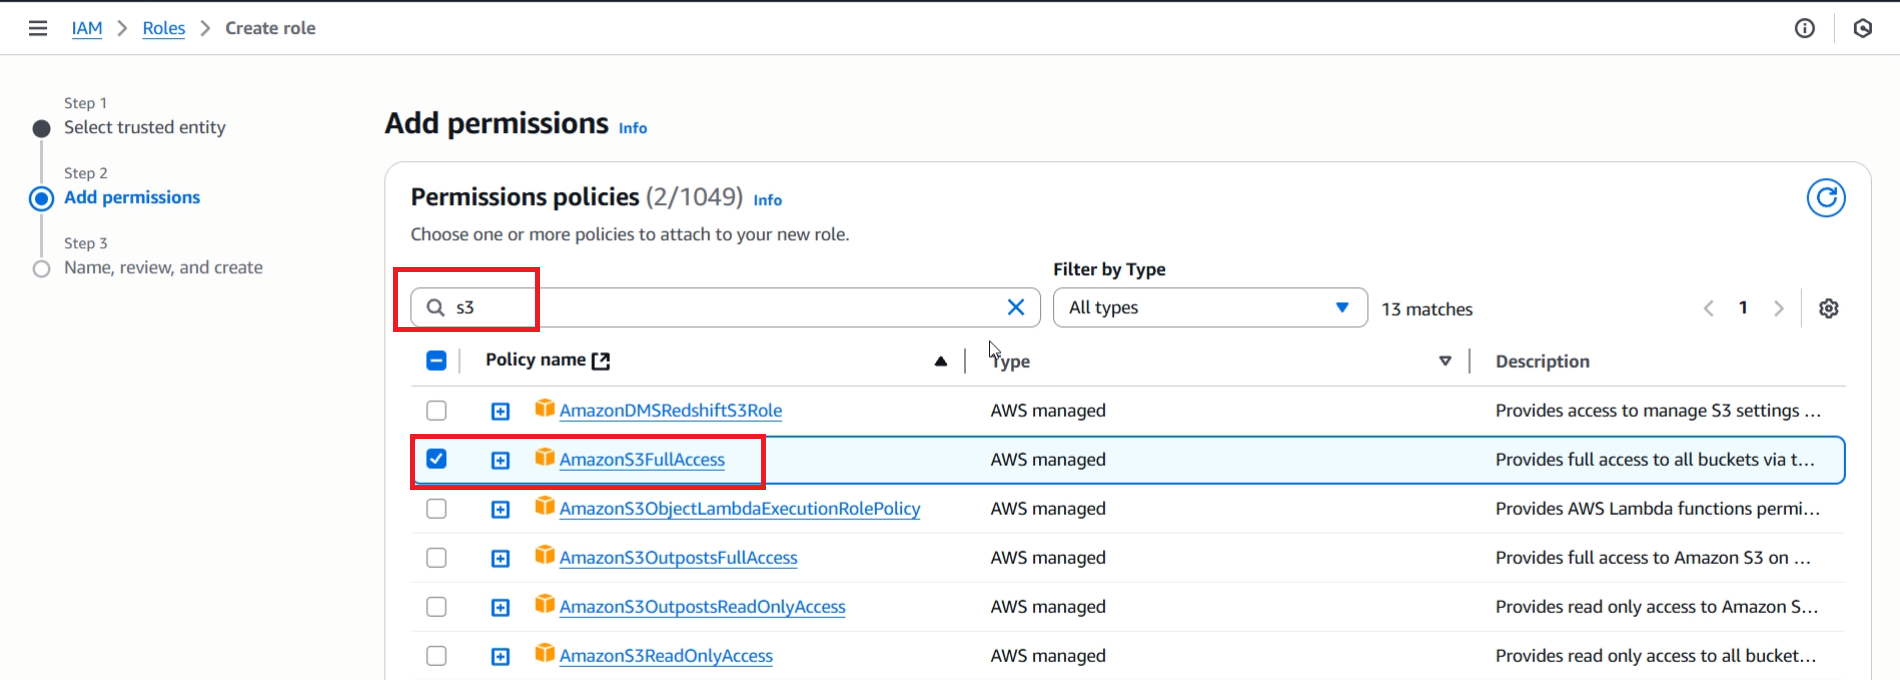 IAM > Roles > Create role
Step 1
Select trusted entity
Step 2
Add permissions
Step 3
Name, review, and create
Add permissions Info
Permissions policies (2/1049) Info
Choose one or more policies to attach to your new role.
Filter by Type
s3 All types 13 matches 1
Policy name Type Description
AmazonDMSRedshiftS3Role AWS managed Provides access to manage S3 settings ...
AmazonS3FullAccess AWS managed Provides full access to all buckets via t...
AmazonS3ObjectLambdaExecutionRolePolicy AWS managed Provides AWS Lambda functions permi...
AmazonS3OutpostsFullAccess AWS managed Provides full access to Amazon S3 on ...
AmazonS3OutpostsReadOnlyAccess AWS managed Provides read only access to Amazon S...
AmazonS3ReadOnlyAccess AWS managed Provides read only access to all bucket...